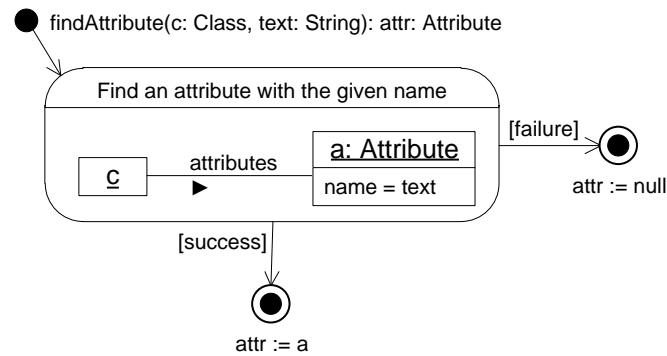 findAttribute(c: Class, text: String): attr: Attribute
Find an attribute with the given name
[failure]
a: Attribute
attributes
c
name = text
attr := null
[success]
attr := a